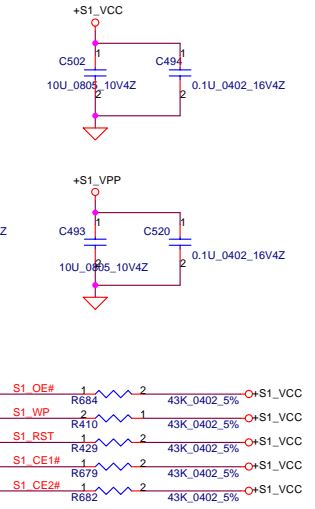 +S1_VCC
1 1
C502 C494
10U_0805_10V4Z 0.1U_0402_16V4Z
2 2
+S1_VPP
1 1
Z C493 C520
10U_0805_10V4Z 0.1U_0402_16V4Z
2 2
S1_OE# 1 2 +S1_VCC
R684 43K_0402_5%
S1_WP 2 1 +S1_VCC
R410 43K_0402_5%
S1_RST 1 2 +S1_VCC
R429 43K_0402_5%
S1_CE1# 1 2 +S1_VCC
R679 43K_0402_5%
S1_CE2# 1 2 +S1_VCC
R682 43K_0402_5%